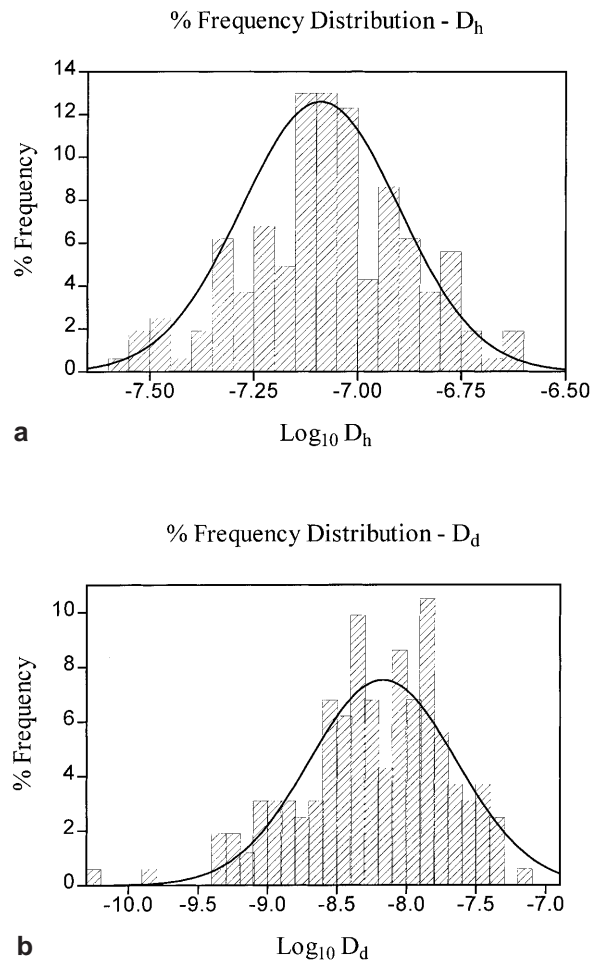 % Frequency Distribution - Dh
14
12
10
8
6
4
2
0
% Frequency
-7.50 -7.25 -7.00 -6.75 -6.50
Log10 Dh
a
% Frequency Distribution - Dd
10
8
6
4
2
0
% Frequency
-10.0 -9.5 -9.0 -8.5 -8.0 -7.5 -7.0
Log10 Dd
b